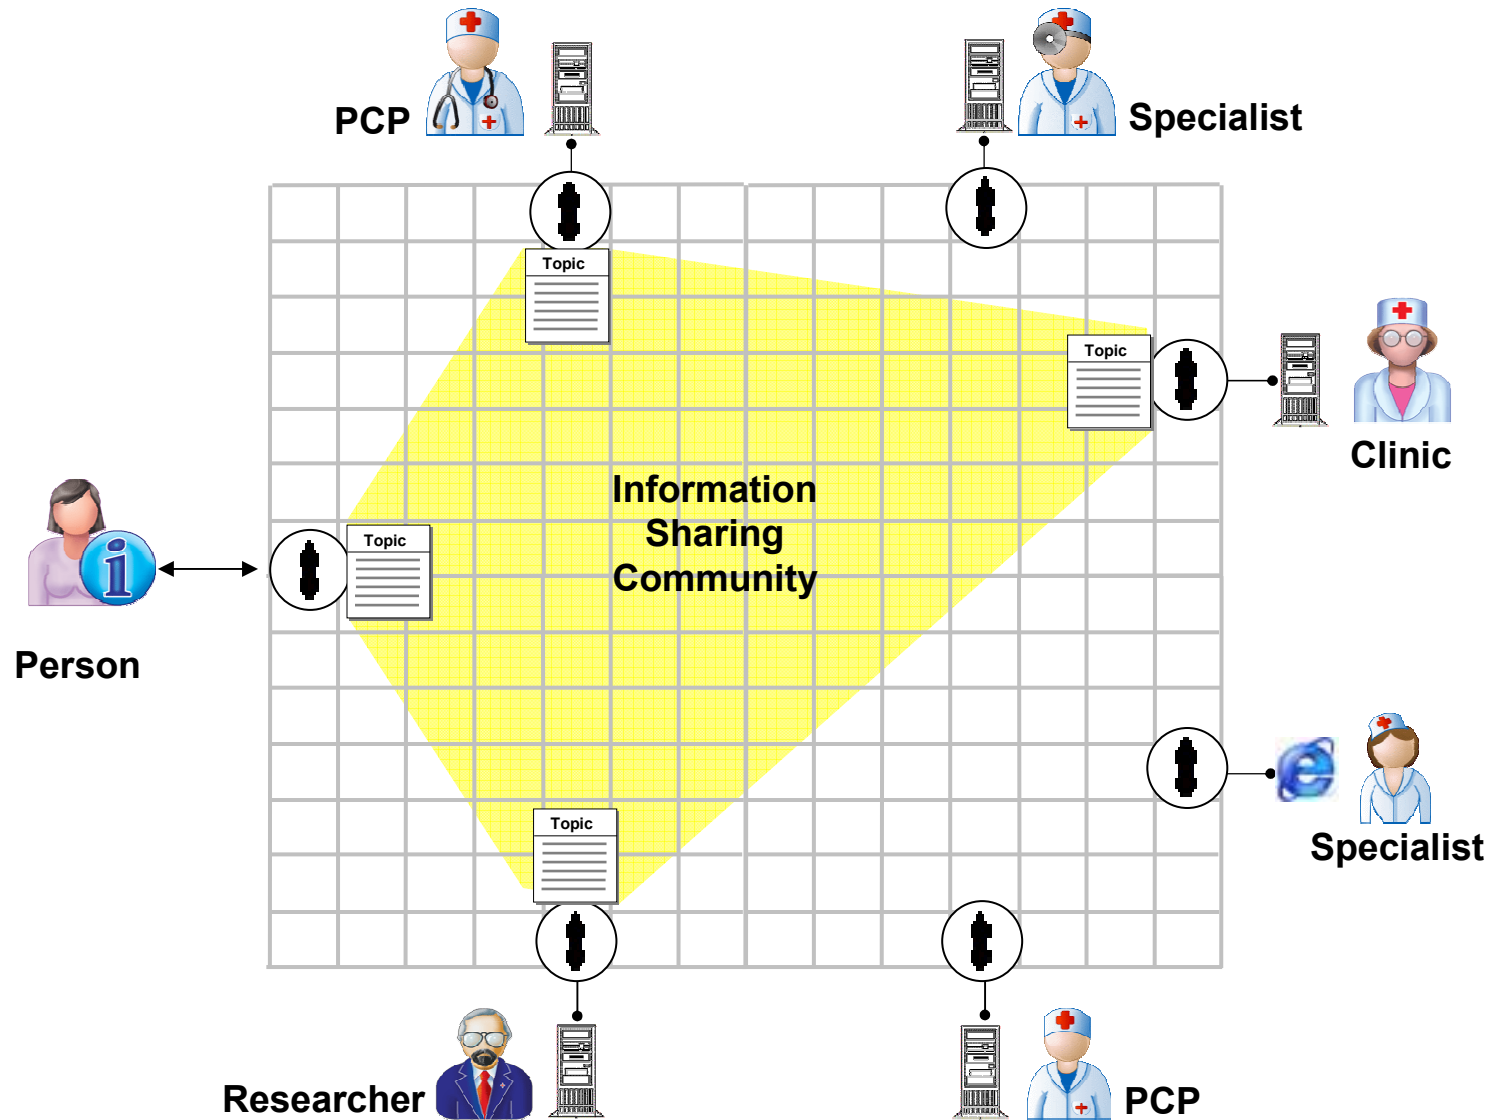 PCP
Specialist
Topic
Topic
Clinic
Information
Sharing
Community
Topic
Person
Topic
Specialist
Researcher
PCP